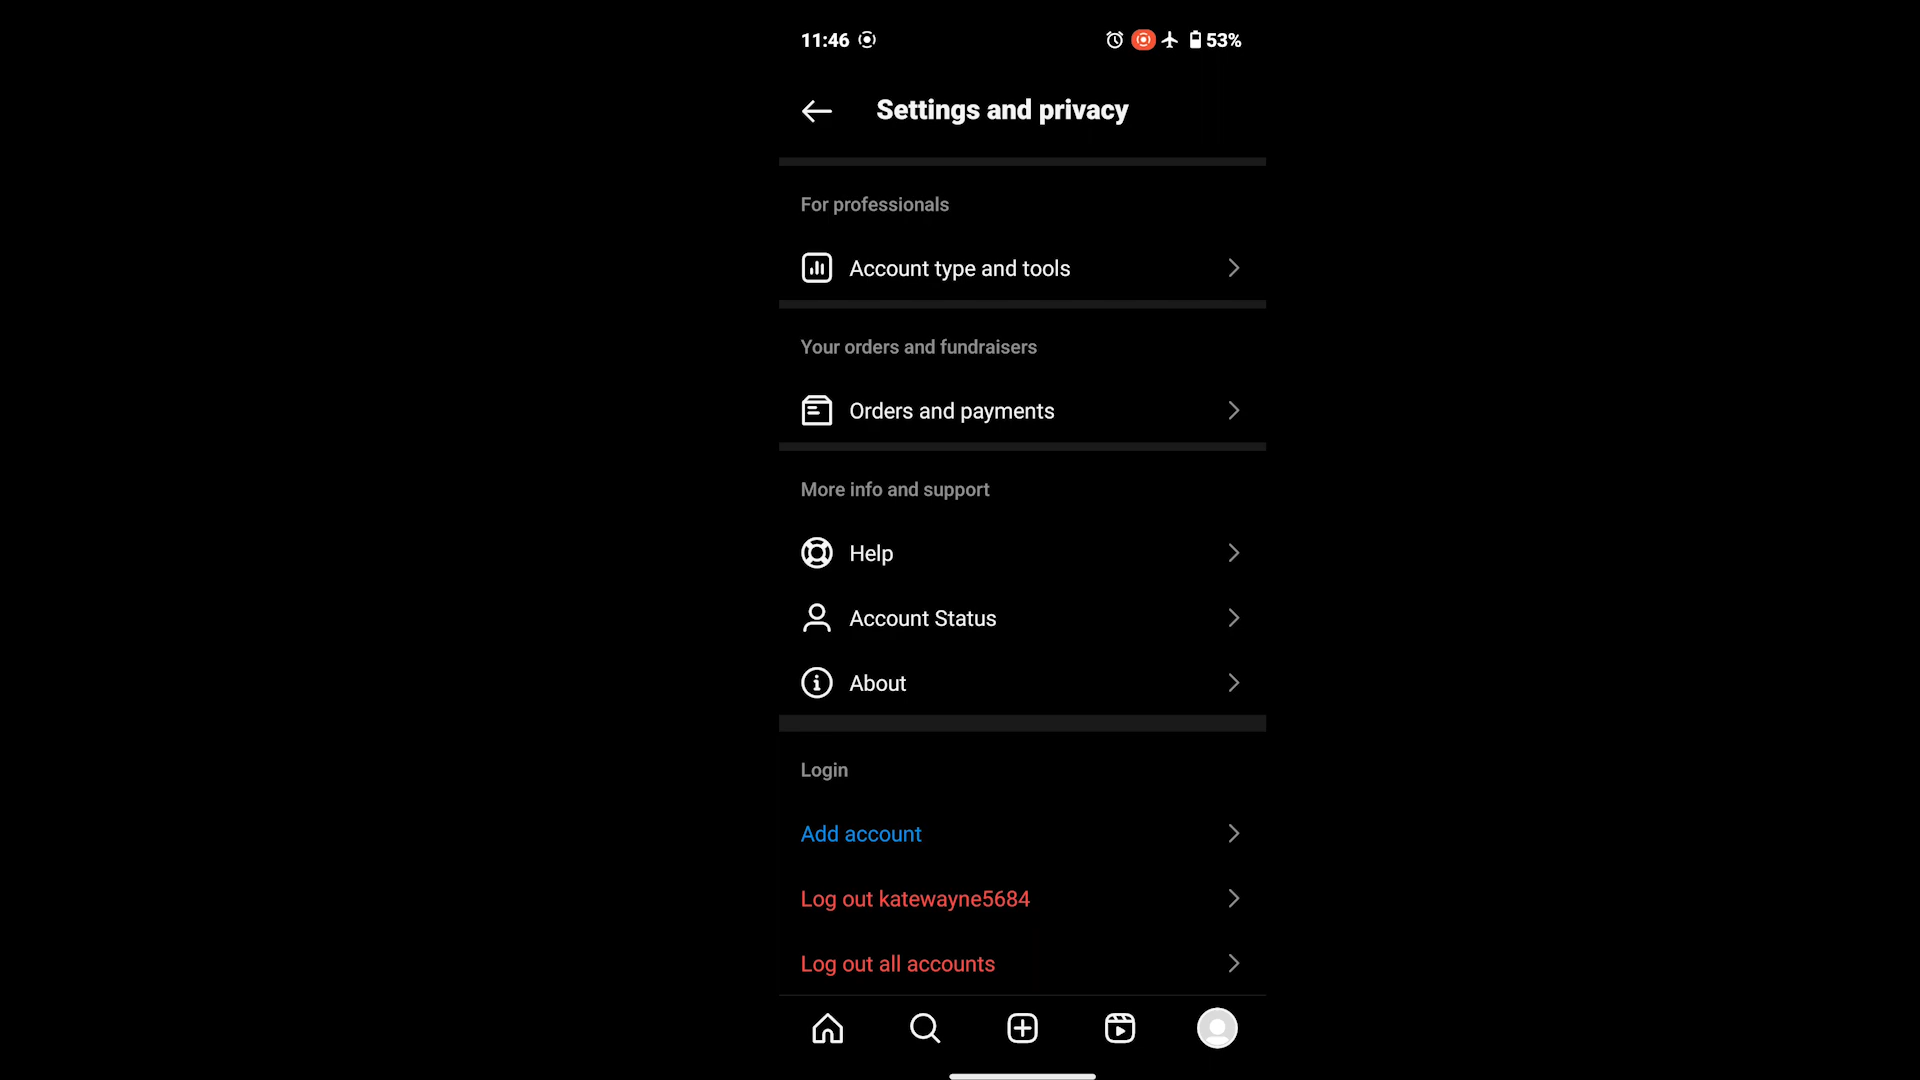 11:46 53%
Settings and privacy
For professionals
Account type and tools
Your orders and fundraisers
Orders and payments
More info and support
Help
Account Status
About
Login
Add account
Log out katewayne5684
Log out all accounts